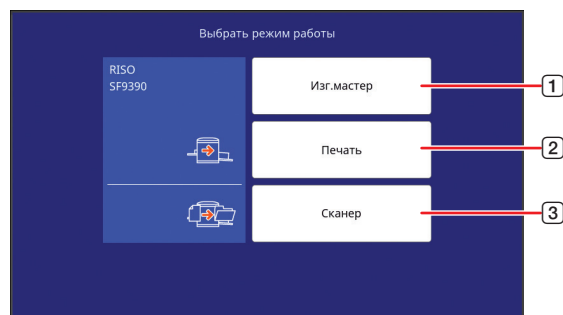 Выбрать режим работы
RISO
SF9390
Изг.мастер
1
Печать
2
Сканер
3